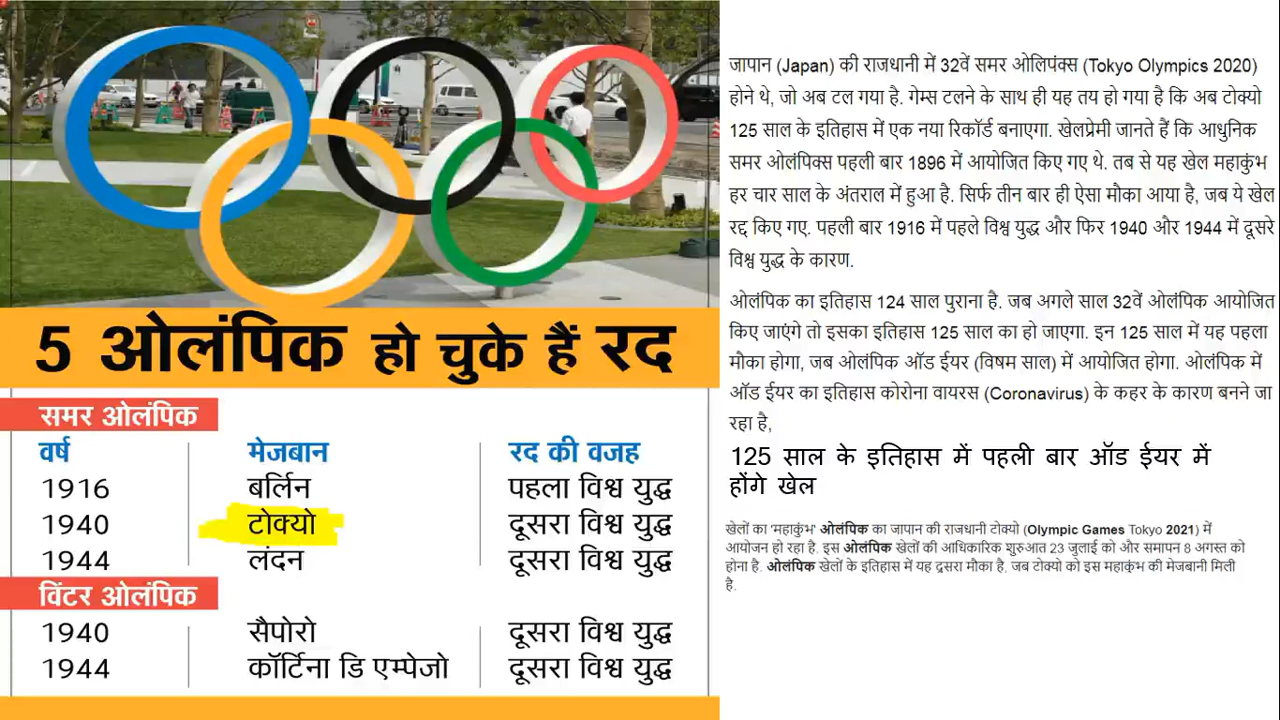 5 ओलंपिक हो चुके हैं रद
समर ओलंपिक
वर्ष मेजबान रद की वजह
1916 बर्लिन पहला विश्व युद्ध
1940 टोक्यो दूसरा विश्व युद्ध
1944 लंदन दूसरा विश्व युद्ध
विंटर ओलंपिक
1940 सैपोरो दूसरा विश्व युद्ध
1944 कॉर्टिना डि एम्पेजो दूसरा विश्व युद्ध
जापान (Japan) की राजधानी में 32वें समर ओलिपंक्स (Tokyo Olympics 2020)
होने थे, जो अब टल गया है. गेम्स टलने के साथ ही यह तय हो गया है कि अब टोक्यो
125 साल के इतिहास में एक नया रिकॉर्ड बनाएगा. खेलप्रेमी जानते हैं कि आधुनिक
समर ओलंपिक्स पहली बार 1896 में आयोजित किए गए थे. तब से यह खेल महाकुंभ
हर चार साल के अंतराल में हुआ है. सिर्फ तीन बार ही ऐसा मौका आया है, जब ये खेल
रद्द किए गए. पहली बार 1916 में पहले विश्व युद्ध और फिर 1940 और 1944 में दूसरे
विश्व युद्ध के कारण.
ओलंपिक का इतिहास 124 साल पुराना है. जब अगले साल 32वें ओलंपिक आयोजित
किए जाएंगे तो इसका इतिहास 125 साल का हो जाएगा. इन 125 साल में यह पहला
मौका होगा, जब ओलंपिक ऑड ईयर (विषम साल) में आयोजित होगा. ओलंपिक में
ऑड ईयर का इतिहास कोरोना वायरस (Coronavirus) के कहर के कारण बनने जा
रहा है,
125 साल के इतिहास में पहली बार ऑड ईयर में
होंगे खेल
खेलों का 'महाकुंभ' ओलंपिक का जापान की राजधानी टोक्यो (Olympic Games Tokyo 2021) में
आयोजन हो रहा है. इस ओलंपिक खेलों की आधिकारिक शुरुआत 23 जुलाई को और समापन 8 अगस्त को
होना है. ओलंपिक खेलों के इतिहास में यह दूसरा मौका है. जब टोक्यो को इस महाकुंभ की मेजबानी मिली
है.